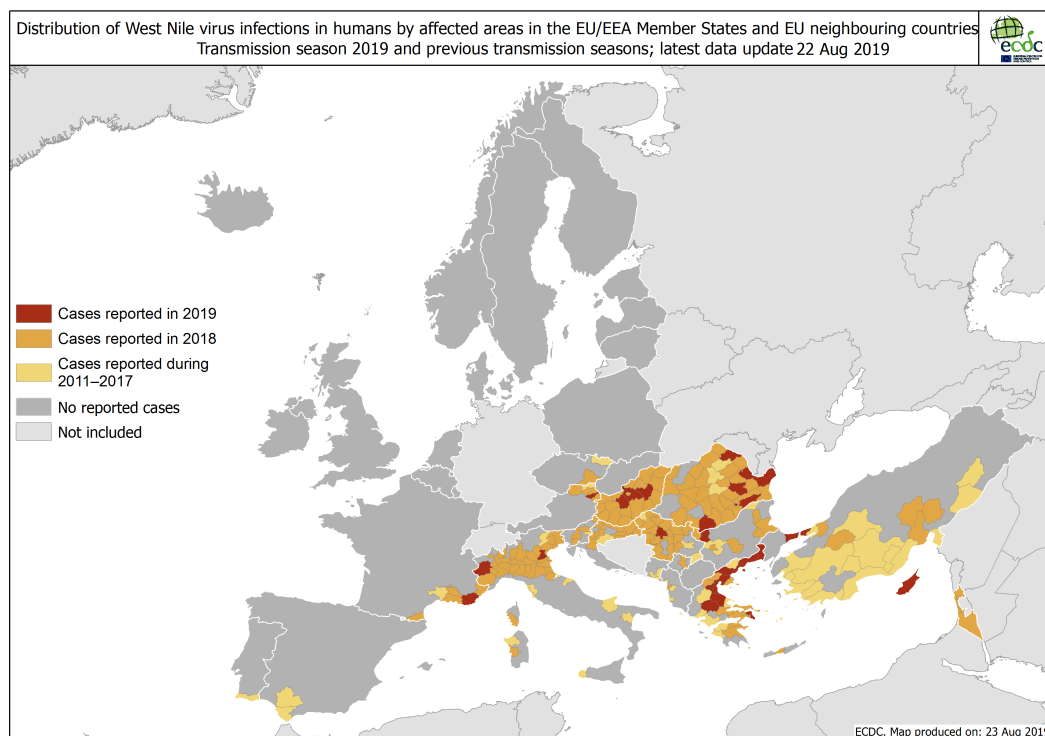 Distribution of West Nile virus infections in humans by affected areas in the EU/EEA Member States and EU neighbouring countries
Transmission season 2019 and previous transmission seasons; latest data update 22 Aug 2019
ecdc
Cases reported in 2019
Cases reported in 2018
Cases reported during
2011–2017
No reported cases
Not included
ECDC. Map produced on: 23 Aug 2019